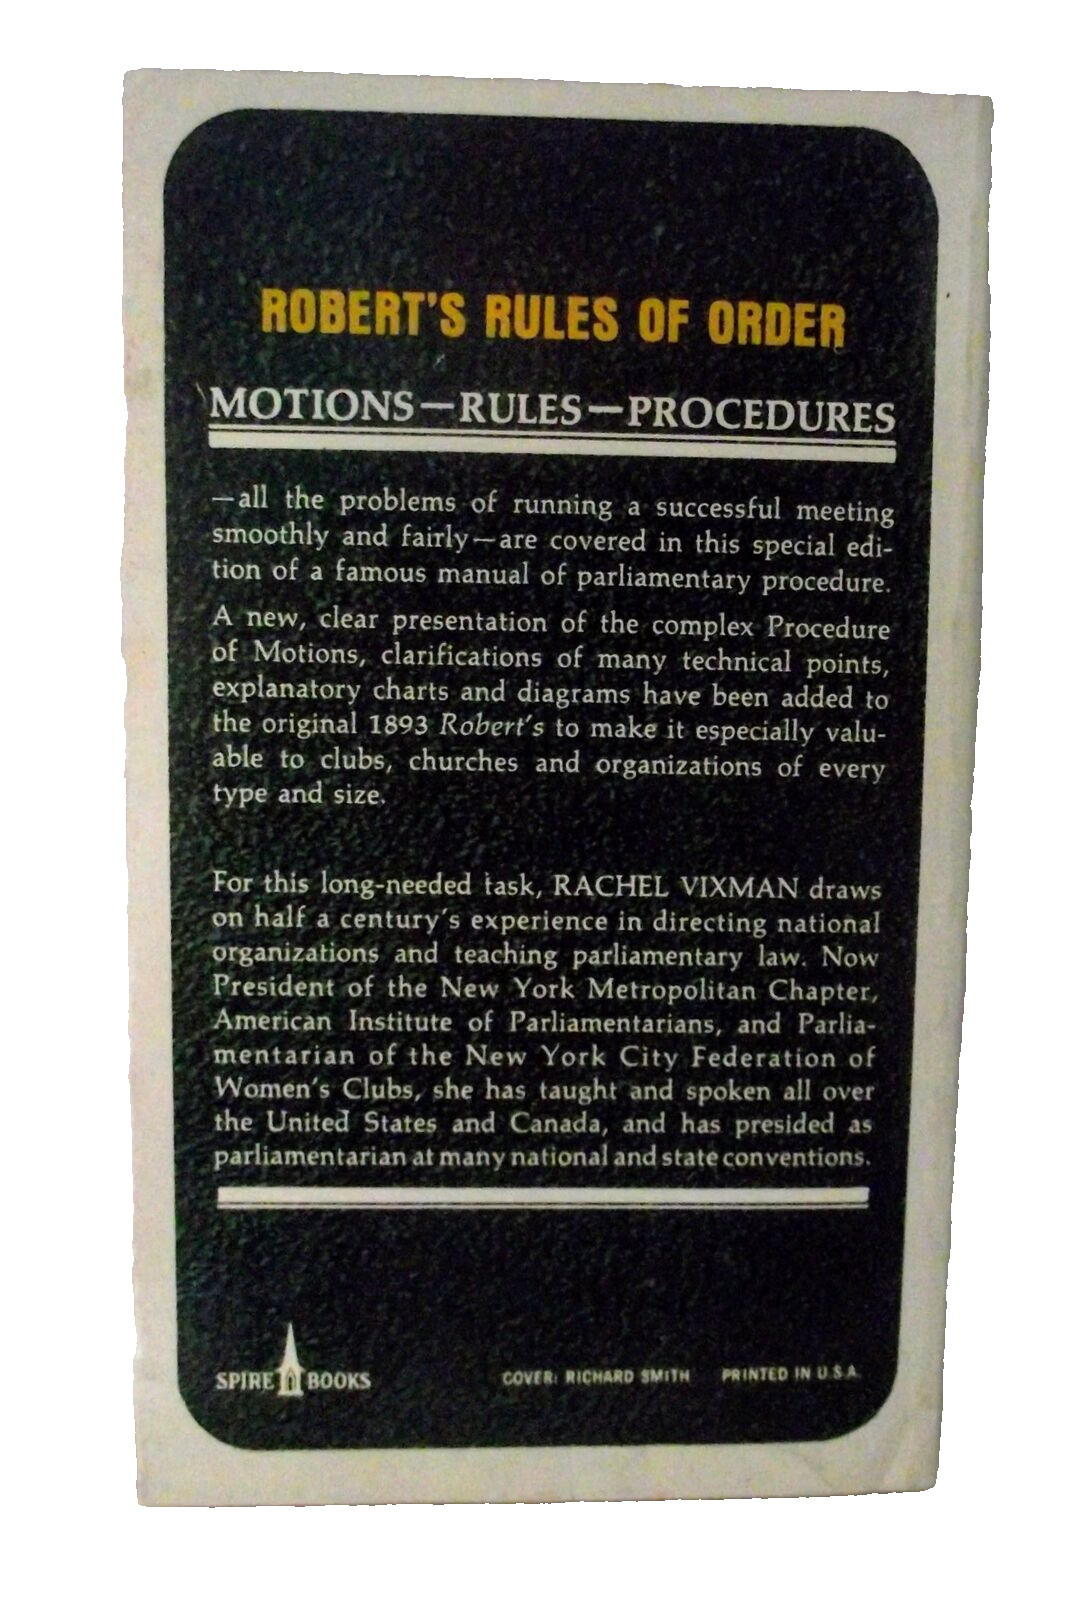 ROBERT'S RULES OF ORDER
MOTIONS—RULES—PROCEDURES
—all the problems of running a successful meeting
smoothly and fairly—are covered in this special edi-
tion of a famous manual of parliamentary procedure.
A new, clear presentation of the complex Procedure
of Motions, clarifications of many technical points,
explanatory charts and diagrams have been added to
the original 1893 Robert's to make it especially valu-
able to clubs, churches and organizations of every
type and size.
For this long-needed task, RACHEL VIXMAN draws
on half a century's experience in directing national
organizations and teaching parliamentary law. Now
President of the New York Metropolitan Chapter,
American Institute of Parliamentarians, and Parlia-
mentarian of the New York City Federation of
Women's Clubs, she has taught and spoken all over
the United States and Canada, and has presided as
parliamentarian at many national and state conventions.
SPIRE BOOKS
COVER: RICHARD SMITH PRINTED IN U.S.A.